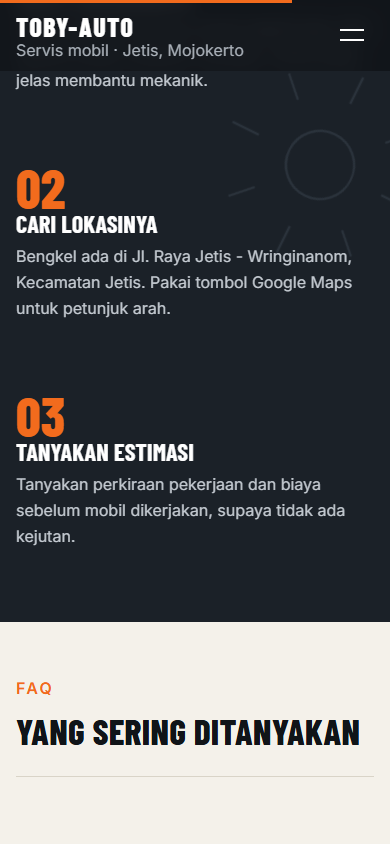 TOBY-AUTO
Servis mobil · Jetis, Mojokerto
jelas membantu mekanik.
02
CARI LOKASINYA
Bengkel ada di Jl. Raya Jetis - Wringinanom,
Kecamatan Jetis. Pakai tombol Google Maps
untuk petunjuk arah.
03
TANYAKAN ESTIMASI
Tanyakan perkiraan pekerjaan dan biaya
sebelum mobil dikerjakan, supaya tidak ada
kejutan.
FAQ
YANG SERING DITANYAKAN